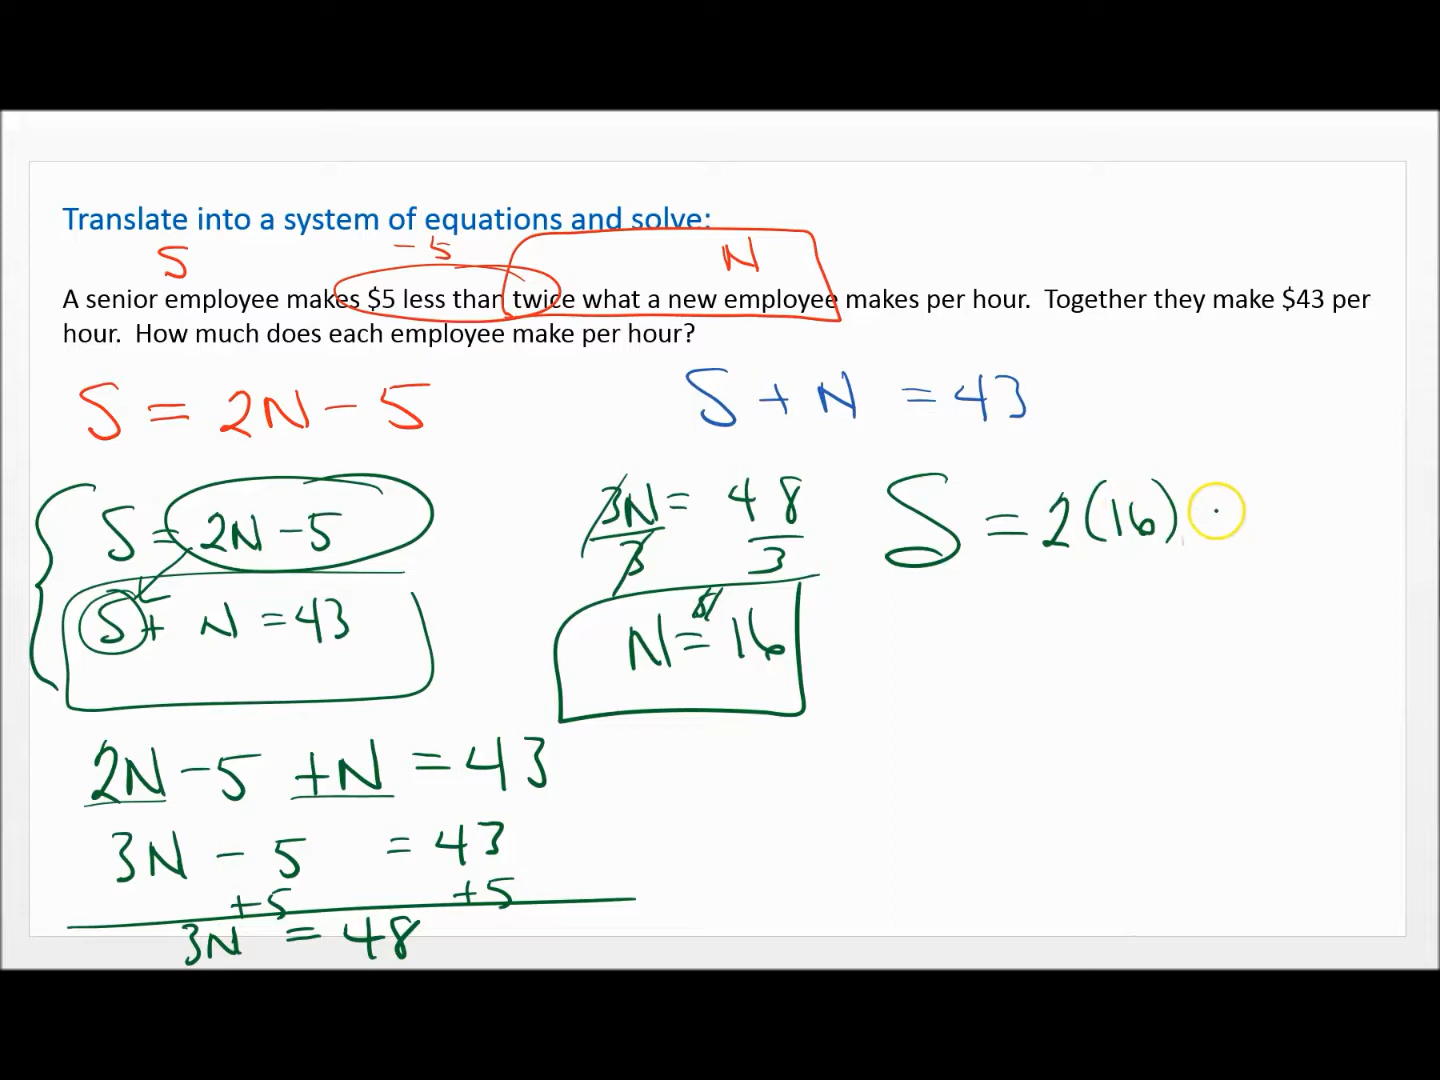 Translate into a system of equations and solve:
S -5 N
A senior employee makes $5 less than twice what a new employee makes per hour. Together they make $43 per
hour. How much does each employee make per hour?
S = 2N - 5
S + N = 43
S = 2N - 5
S + N = 43
2N - 5 + N = 43
3N - 5 = 43
+5 +5
3N = 48
3N = 48
3 3
N = 16
S = 2(16)